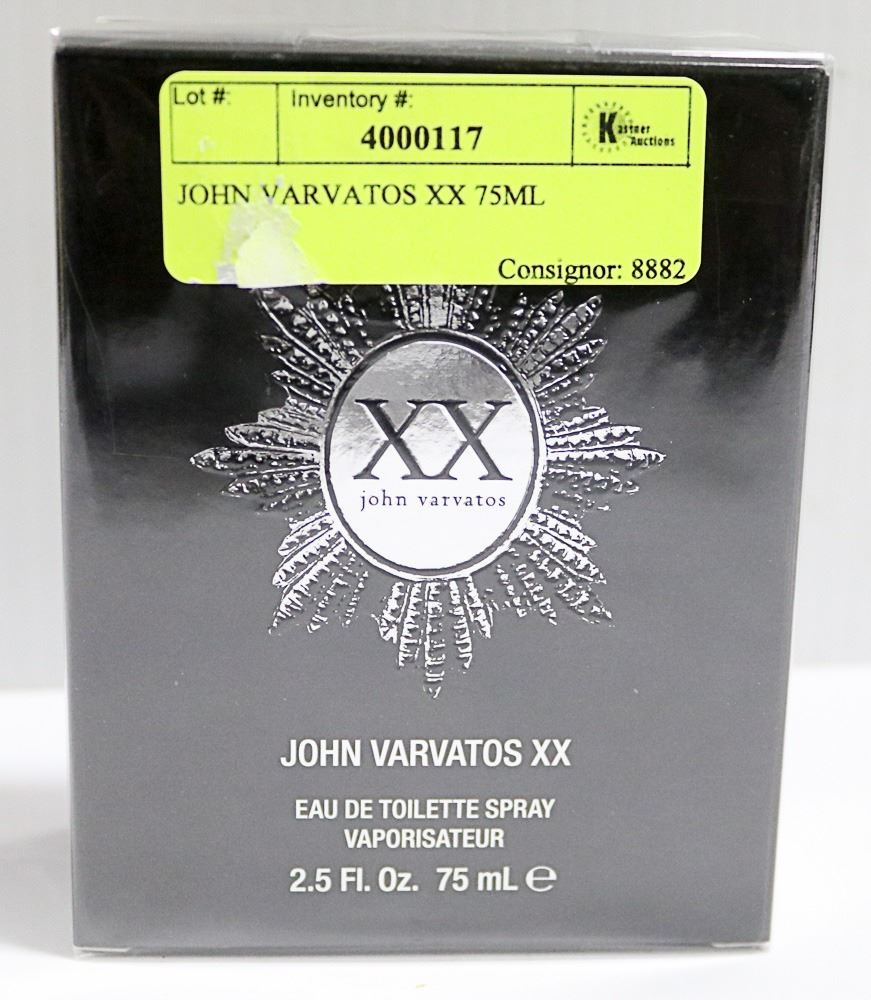 Lot #:
Inventory #:
4000117
Kastner
Auctions
JOHN VARVATOS XX 75ML
Consignor: 8882
XX
john varvatos
JOHN VARVATOS XX
EAU DE TOILETTE SPRAY
VAPORISATEUR
2.5 Fl. Oz. 75 mL ℮